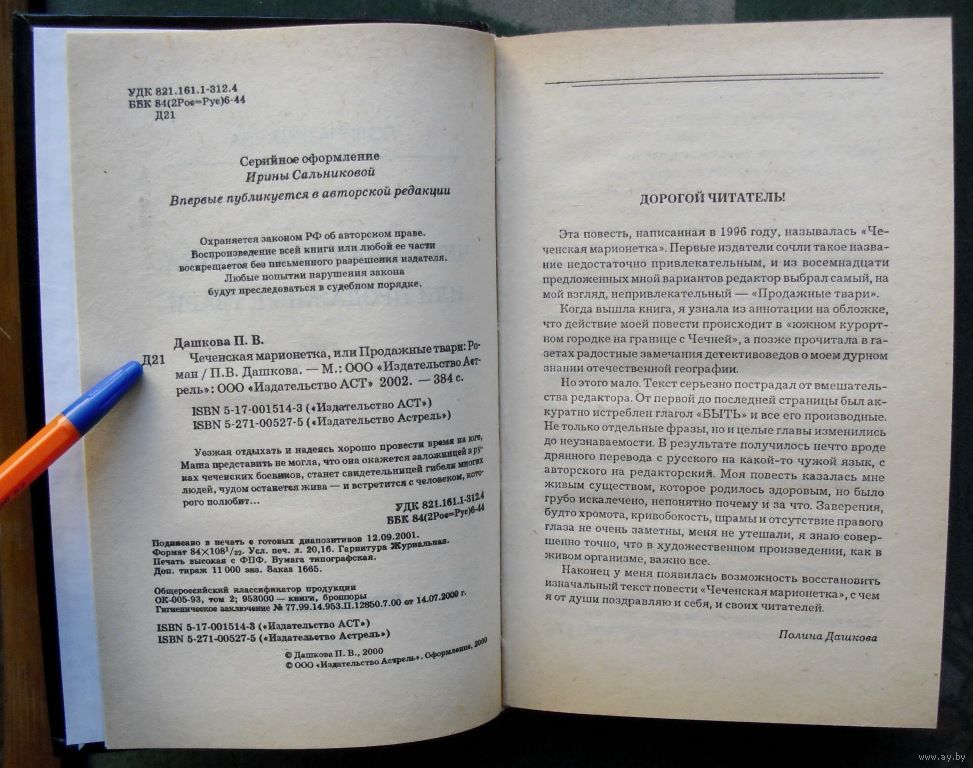 УДК 821.161.1-312.4
ББК 84(2Рос=Рус)6-44
Д21
Серийное оформление
Ирины Сальниковой
Впервые публикуется в авторской редакции
Охраняется законом РФ об авторском праве.
Воспроизведение всей книги или любой ее части
воспрещается без письменного разрешения издателя.
Любые попытки нарушения закона
будут преследоваться в судебном порядке.
Дашкова П. В.
Д21 Чеченская марионетка, или Продажные твари: Ро-
ман / П.В. Дашкова. — М.: ООО «Издательство Аст-
рель»: ООО «Издательство АСТ» 2002. — 384 с.
ISBN 5-17-001514-3 («Издательство АСТ»)
ISBN 5-271-00527-5 («Издательство Астрель»)
Уезжая отдыхать и надеясь хорошо провести время на юге,
Маша представить не могла, что она окажется заложницей в ру-
ках чеченских боевиков, станет свидетельницей гибели многих
людей, чудом останется жива — и встретится с человеком, кото-
рого полюбит...
УДК 821.161.1-312.4
ББК 84(2Рос=Рус)6-44
Подписано в печать с готовых диапозитивов 12.09.2001.
Формат 84×108¹/₃₂. Усл. печ. л. 20,16. Гарнитура Журнальная.
Печать высокая с ФПФ. Бумага типографская.
Доп. тираж 11 000 экз. Заказ 1665.
Общероссийский классификатор продукции
ОК-005-93, том 2; 953000 — книги, брошюры
Гигиеническое заключение № 77.99.14.953.П.12850.7.00 от 14.07.2000 г.
ISBN 5-17-001514-3 («Издательство АСТ»)
ISBN 5-271-00527-5 («Издательство Астрель»)
© Дашкова П. В., 2000
© ООО «Издательство Астрель». Оформление, 2000
ДОРОГОЙ ЧИТАТЕЛЬ!
Эта повесть, написанная в 1996 году, называлась «Че-
ченская марионетка». Первые издатели сочли такое назва-
ние недостаточно привлекательным, и из восемнадцати
предложенных мной вариантов редактор выбрал самый, на
мой взгляд, непривлекательный — «Продажные твари».
Когда вышла книга, я узнала из аннотации на обложке,
что действие моей повести происходит в «южном курорт-
ном городке на границе с Чечней», а позже прочитала в га-
зетах радостные замечания детективоведов о моем дурном
знании отечественной географии.
Но этого мало. Текст серьезно пострадал от вмешатель-
ства редактора. От первой до последней страницы был ак-
куратно истреблен глагол «БЫТЬ» и все его производные.
Не только отдельные фразы, но и целые главы изменились
до неузнаваемости. В результате получилось нечто вроде
дрянного перевода с русского на какой-то чужой язык, с
авторского на редакторский. Моя повесть казалась мне
живым существом, которое родилось здоровым, но было
грубо искалечено, непонятно почему и за что. Заверения,
будто хромота, кривобокость, шрамы и отсутствие правого
глаза не очень заметны, меня не утешали, я знаю совер-
шенно точно, что в художественном произведении, как в
живом организме, важно все.
Наконец у меня появилась возможность восстановить
изначальный текст повести «Чеченская марионетка», с чем
я от души поздравляю и себя, и своих читателей.
Полина Дашкова
www.ay.by